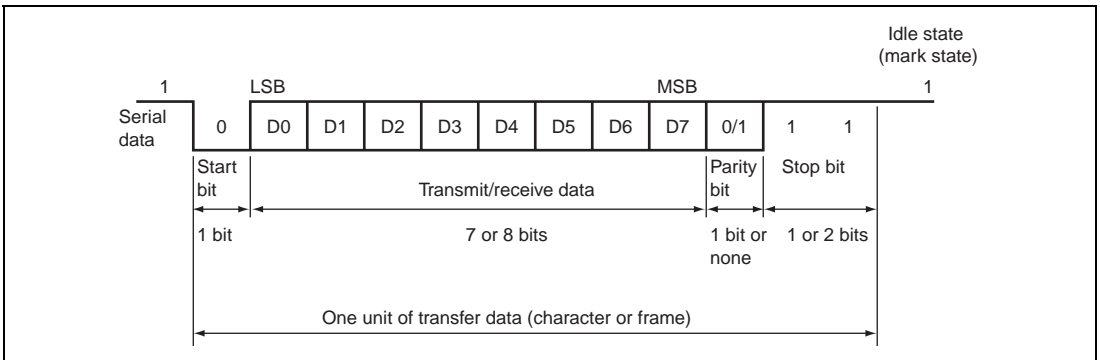 Idle state
(mark state)
1 LSB MSB 1
Serial
data
0 D0 D1 D2 D3 D4 D5 D6 D7 0/1 1 1
Start
bit
Transmit/receive data
Parity
bit
Stop bit
1 bit
7 or 8 bits
1 bit or
none
1 or 2 bits
One unit of transfer data (character or frame)